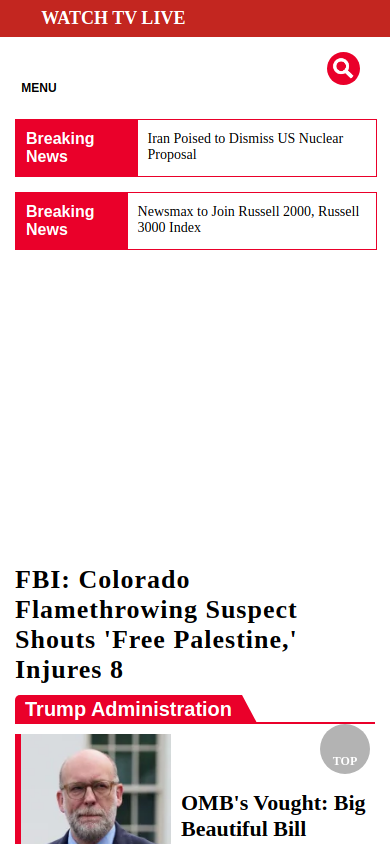 WATCH TV LIVE
MENU
Breaking
News
Iran Poised to Dismiss US Nuclear
Proposal
Breaking
News
Newsmax to Join Russell 2000, Russell
3000 Index
FBI: Colorado
Flamethrowing Suspect
Shouts 'Free Palestine,'
Injures 8
Trump Administration
TOP
OMB's Vought: Big
Beautiful Bill